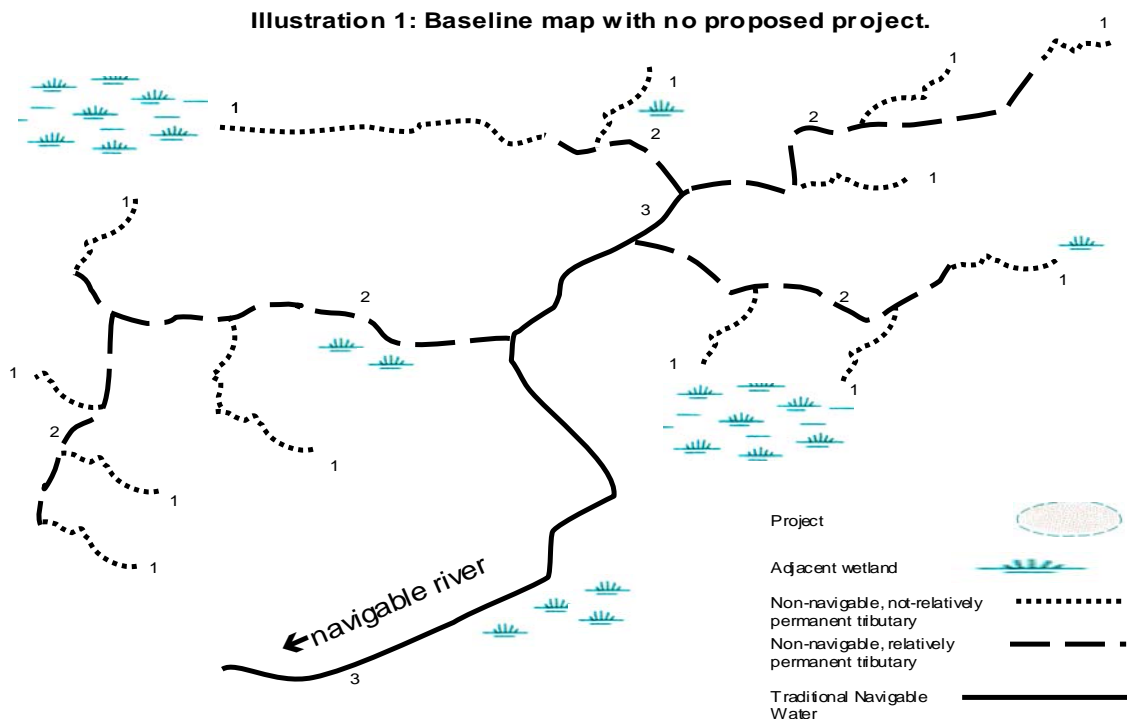 Illustration 1: Baseline map with no proposed project.
1
1
1
1
2
2
1
1
3
1
1
2
2
1
1
1
2
1
1
1
navigable river
3
Project
Adjacent wetland
Non-navigable, not-relatively
permanent tributary
Non-navigable, relatively
permanent tributary
Traditional Navigable
Water